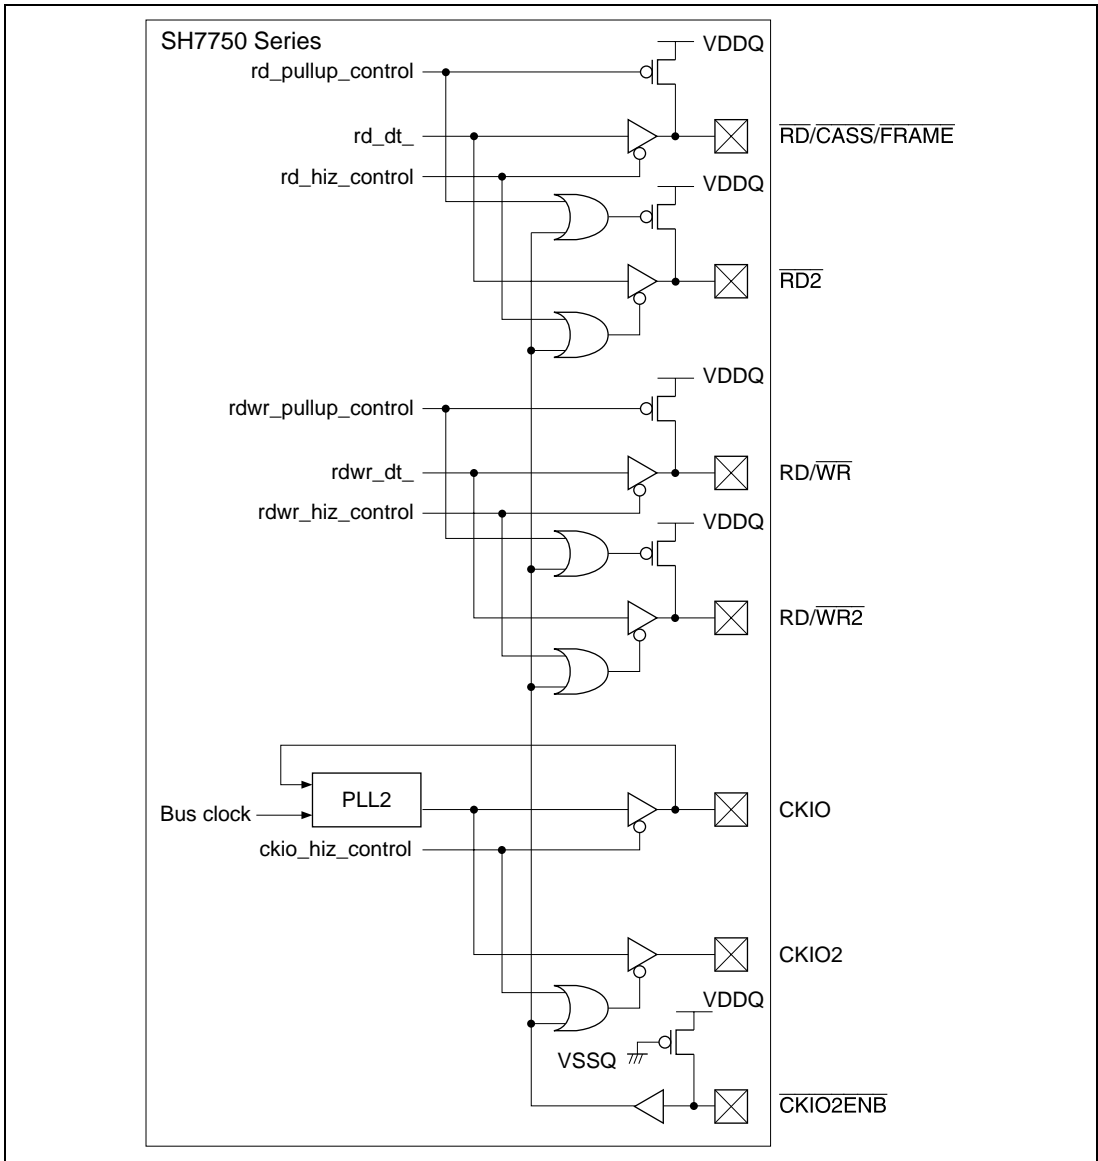 SH7750 Series
VDDQ
rd_pullup_control
rd_dt_
RD/CASS/FRAME
rd_hiz_control
VDDQ
RD2
VDDQ
rdwr_pullup_control
rdwr_dt_
RD/WR
rdwr_hiz_control
VDDQ
RD/WR2
PLL2
CKIO
Bus clock
ckio_hiz_control
CKIO2
VDDQ
VSSQ
CKIO2ENB